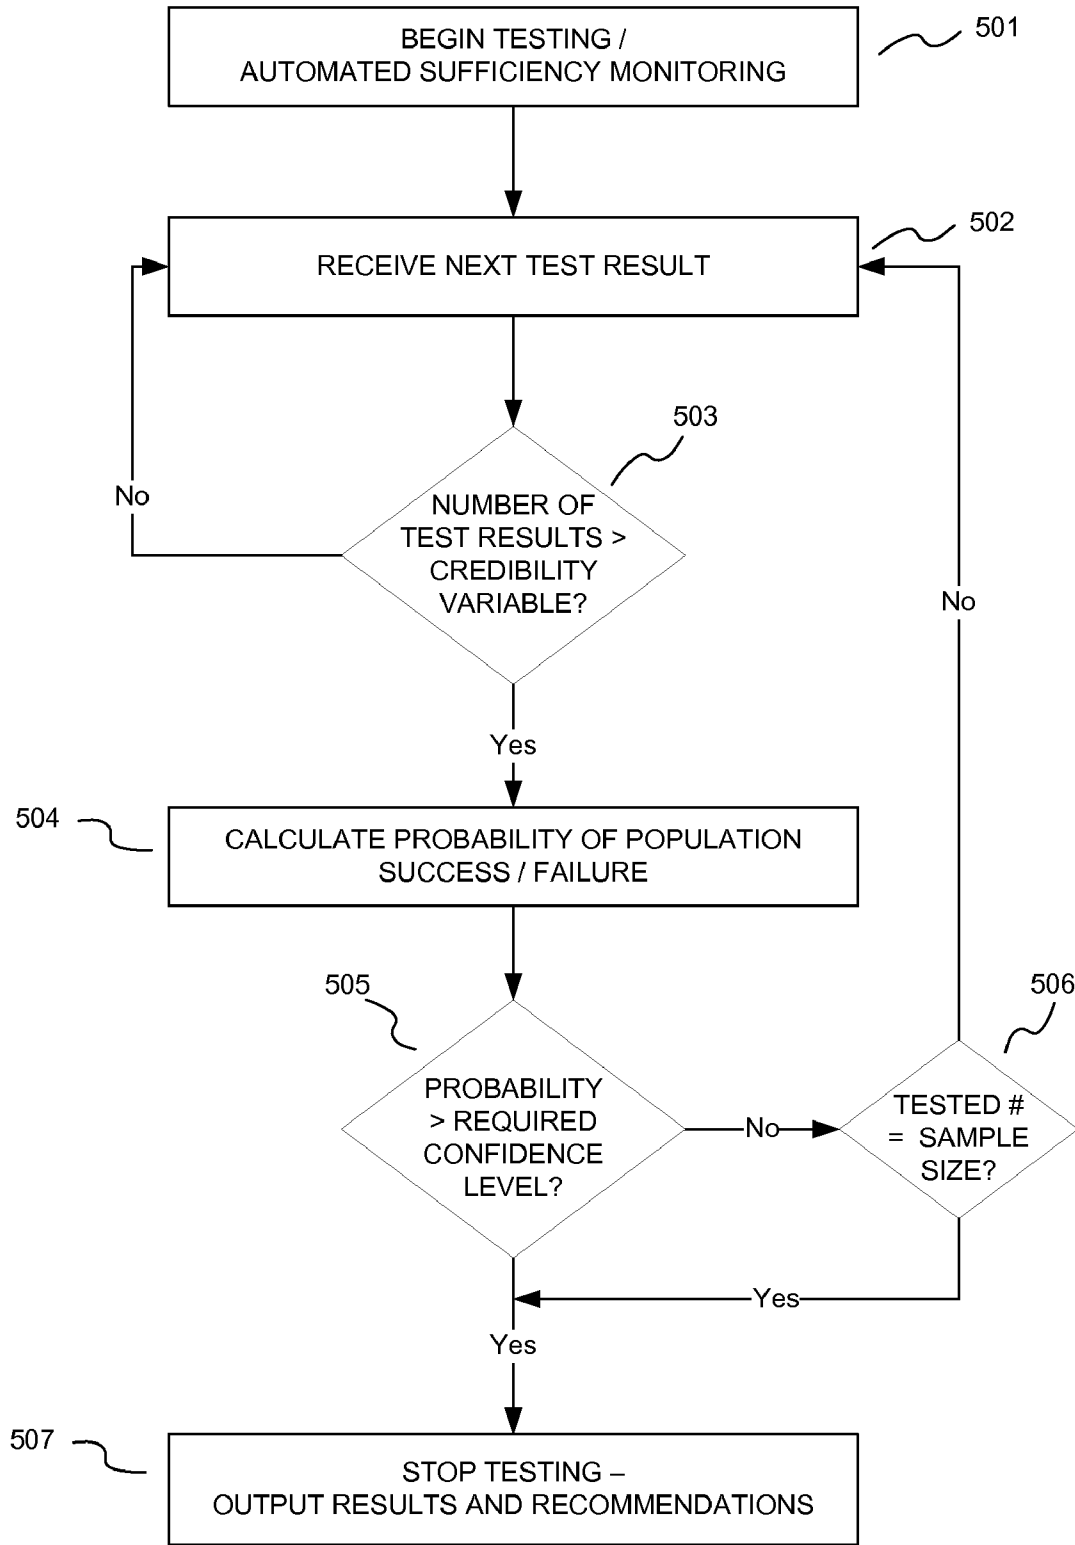 BEGIN TESTING /
AUTOMATED SUFFICIENCY MONITORING
501
502
RECEIVE NEXT TEST RESULT
503
No
NUMBER OF
TEST RESULTS >
CREDIBILITY
VARIABLE?
No
Yes
504
CALCULATE PROBABILITY OF POPULATION
SUCCESS / FAILURE
505
506
PROBABILITY
> REQUIRED
CONFIDENCE
LEVEL?
No
TESTED #
= SAMPLE
SIZE?
Yes
Yes
507
STOP TESTING –
OUTPUT RESULTS AND RECOMMENDATIONS